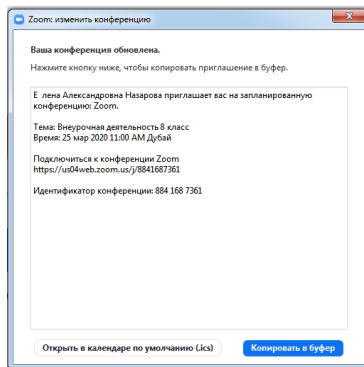 Zoom: изменить конференцию
Ваша конференция обновлена.
Нажмите кнопку ниже, чтобы копировать приглашение в буфер.
Е лена Александровна Назарова приглашает вас на запланированную
конференцию: Zoom.
Тема: Внеурочная деятельность 8 класс
Время: 25 мар 2020 11:00 AM Дубай
Подключиться к конференции Zoom
https://us04web.zoom.us/j/8841687361
Идентификатор конференции: 884 168 7361
Открыть в календаре по умолчанию (.ics)
Копировать в буфер